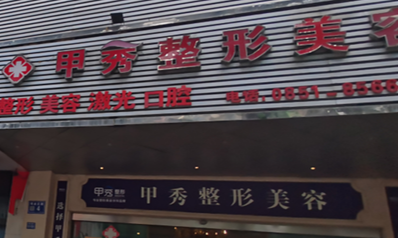 甲秀整形美容
整形 美容 激光 口腔 电话: 0851-8588
甲秀 整形 甲秀整形美容